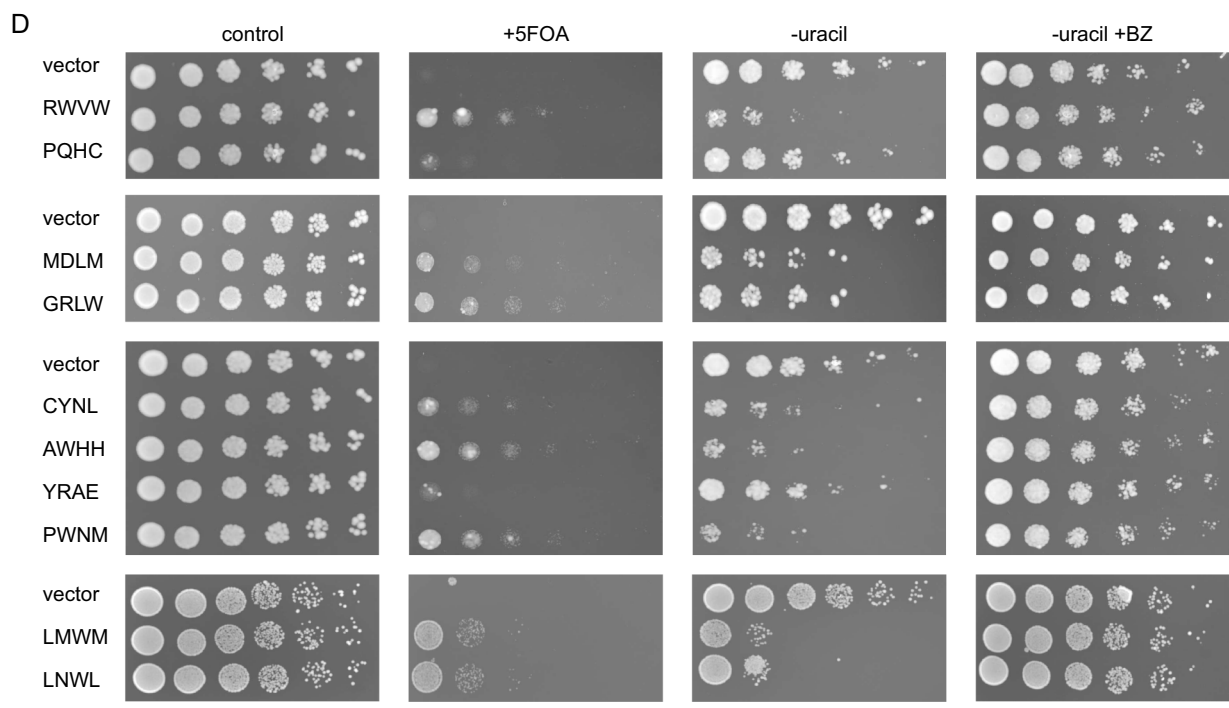 D
control +5FOA -uracil -uracil +BZ
vector
RWVW
PQHC
vector
MDLM
GRLW
vector
CYNL
AWHH
YRAE
PWNM
vector
LMWM
LNWL